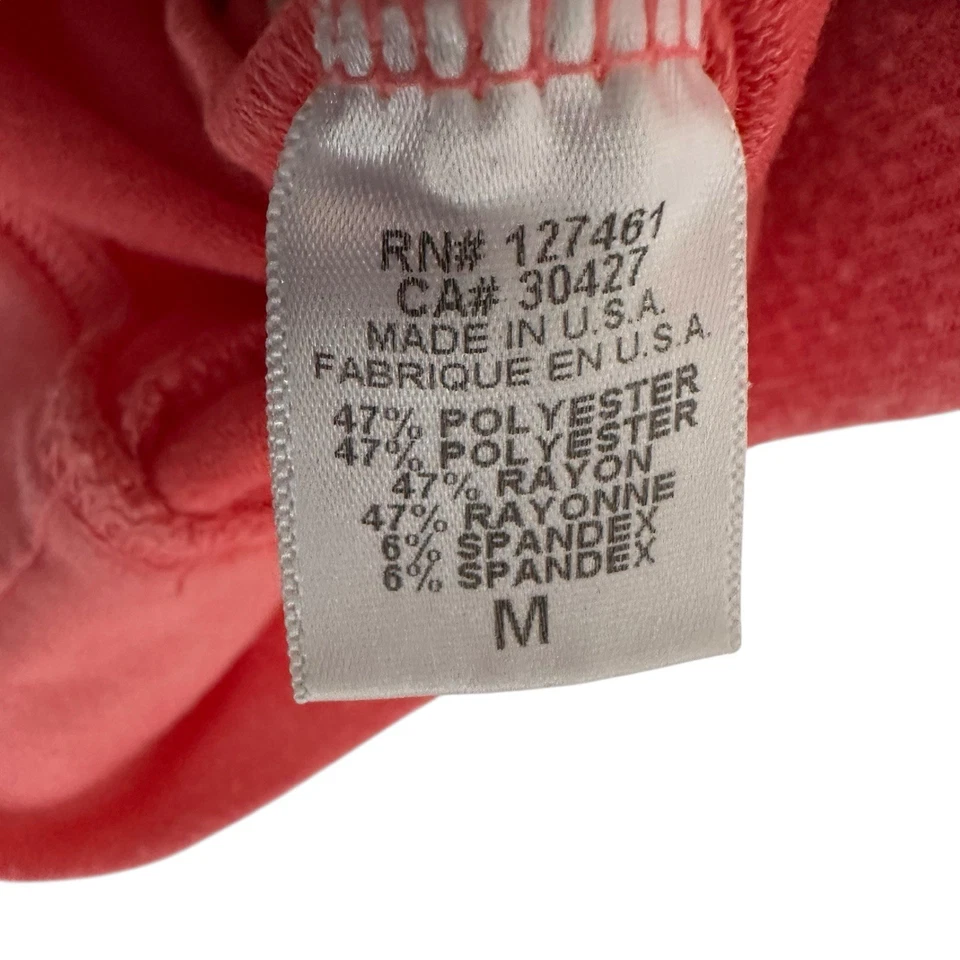 RN# 127461
CA# 30427
MADE IN U.S.A.
FABRIQUE EN U.S.A.
47% POLYESTER
47% POLYESTER
47% RAYON
47% RAYONNE
6% SPANDEX
6% SPANDEX
M